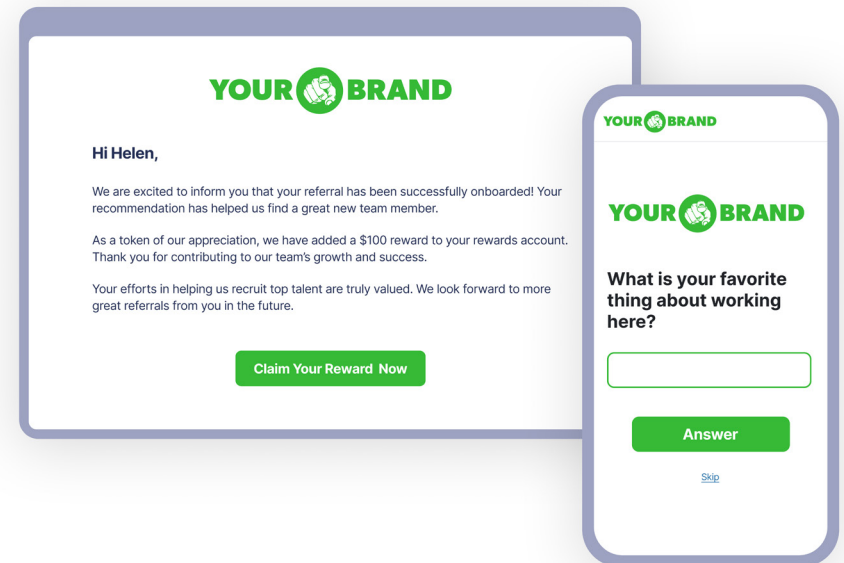 YOUR BRAND
Hi Helen,
We are excited to inform you that your referral has been successfully onboarded! Your
recommendation has helped us find a great new team member.
As a token of our appreciation, we have added a $100 reward to your rewards account.
Thank you for contributing to our team’s growth and success.
Your efforts in helping us recruit top talent are truly valued. We look forward to more
great referrals from you in the future.
Claim Your Reward Now
YOUR BRAND
YOUR BRAND
What is your favorite
thing about working
here?
Answer
Skip